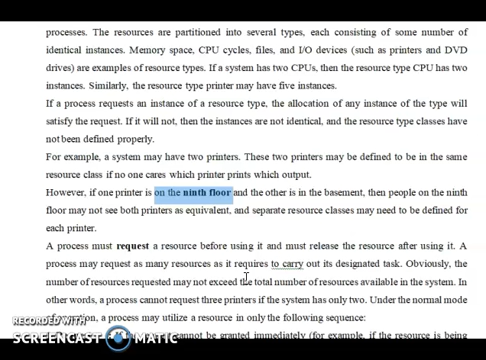 processes. The resources are partitioned into several types, each consisting of some number of
identical instances. Memory space, CPU cycles, files, and I/O devices (such as printers and DVD
drives) are examples of resource types. If a system has two CPUs, then the resource type CPU has two
instances. Similarly, the resource type printer may have five instances.
If a process requests an instance of a resource type, the allocation of any instance of the type will
satisfy the request. If it will not, then the instances are not identical, and the resource type classes have
not been defined properly.
For example, a system may have two printers. These two printers may be defined to be in the same
resource class if no one cares which printer prints which output.
However, if one printer is on the ninth floor and the other is in the basement, then people on the ninth
floor may not see both printers as equivalent, and separate resource classes may need to be defined for
each printer.
A process must request a resource before using it and must release the resource after using it. A
process may request as many resources as it requires to carry out its designated task. Obviously, the
number of resources requested may not exceed the total number of resources available in the system. In
other words, a process cannot request three printers if the system has only two. Under the normal mode
of operation, a process may utilize a resource in only the following sequence:
cannot be granted immediately (for example, if the resource is being
RECORDED WITH
SCREENCAST MATIC